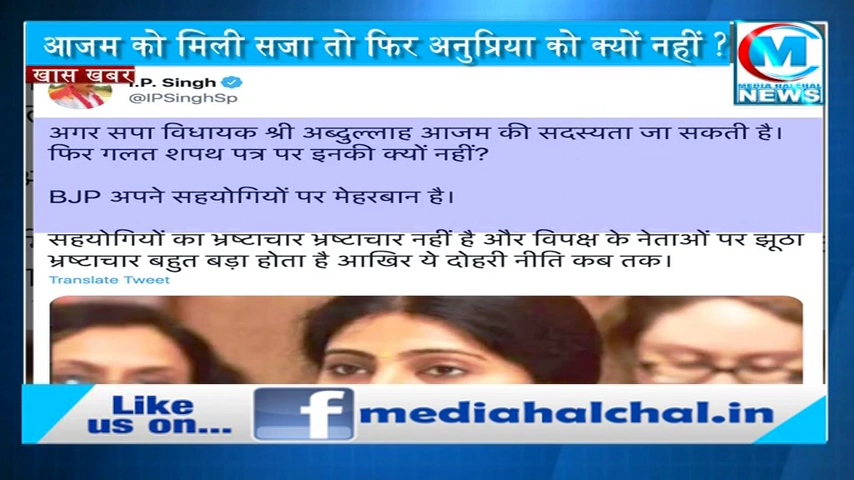 आजम को मिली सजा तो फिर अनुप्रिया को क्यों नहीं ?
खास खबर
MEDIA HALCHAL
NEWS
I.P. Singh
@IPSinghSp
अगर सपा विधायक श्री अब्दुल्लाह आजम की सदस्यता जा सकती है।
फिर गलत शपथ पत्र पर इनकी क्यों नहीं?
BJP अपने सहयोगियों पर मेहरबान है।
सहयोगियों का भ्रष्टाचार भ्रष्टाचार नहीं है और विपक्ष के नेताओं पर झूठा
भ्रष्टाचार बहुत बड़ा होता है आखिर ये दोहरी नीति कब तक।
Translate Tweet
Like
us on...
f
mediahalchal.in